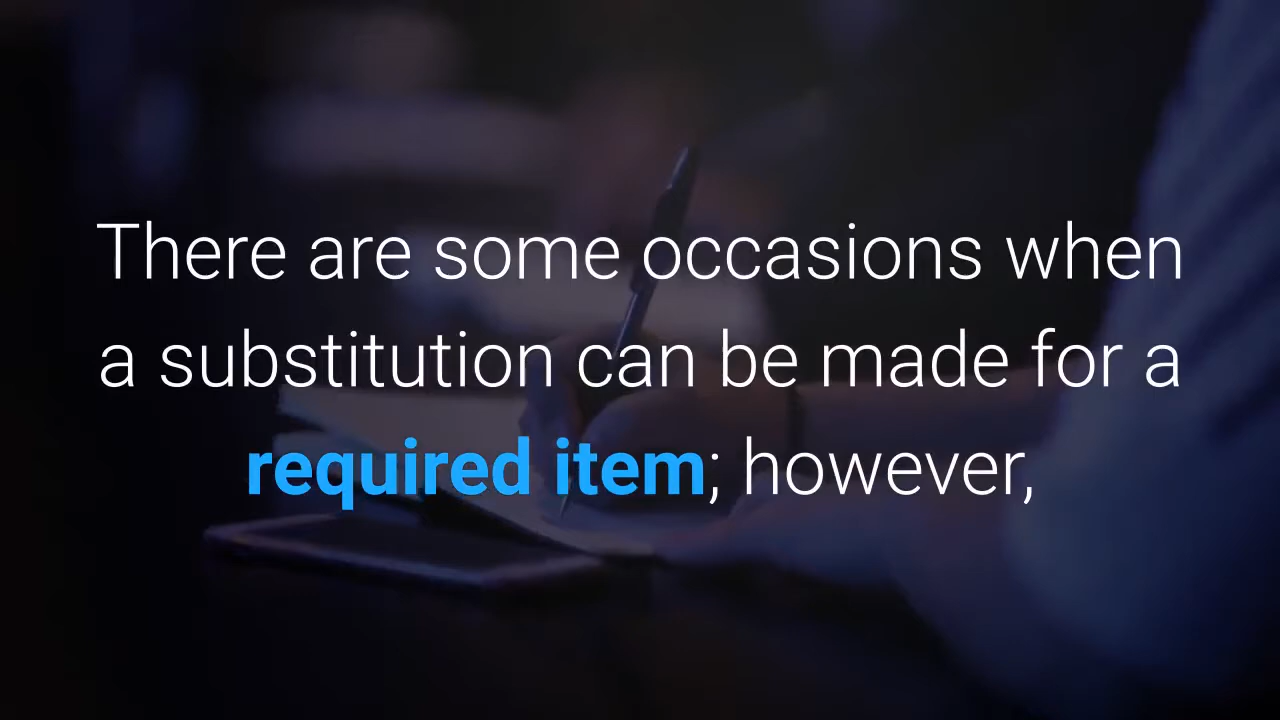 There are some occasions when
a substitution can be made for a
required item; however,